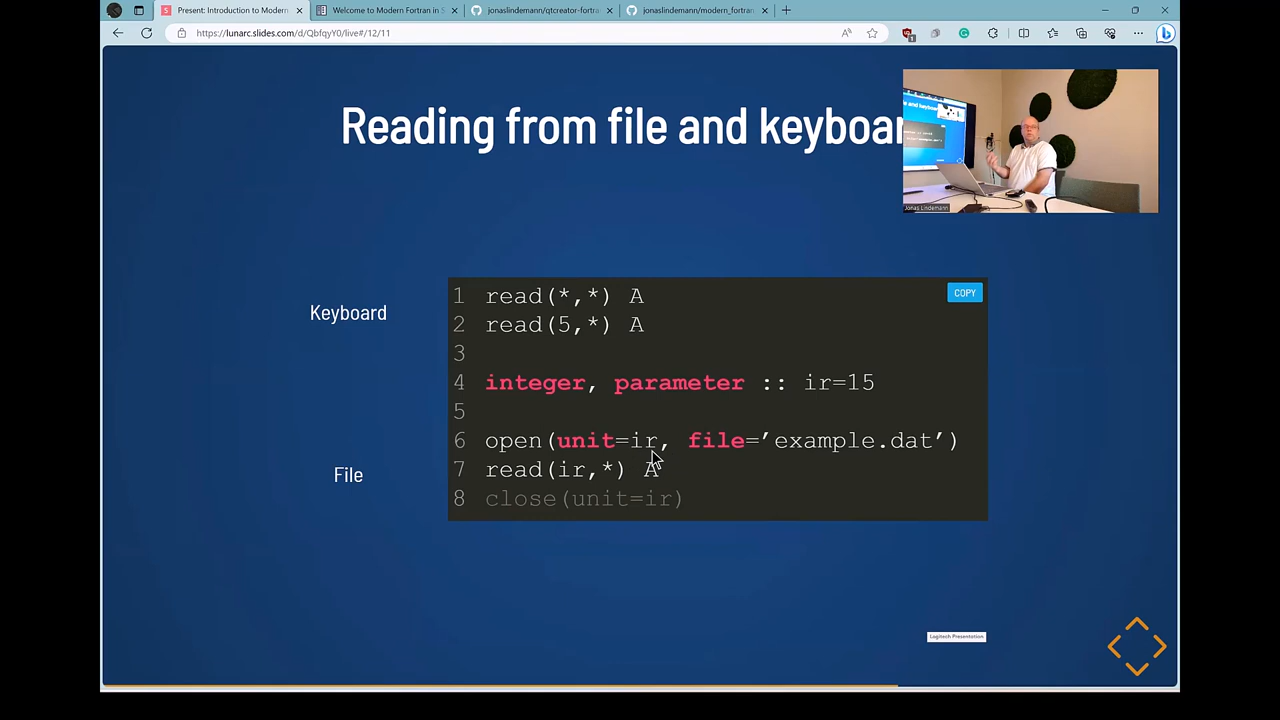 Present: Introduction to Modern
Welcome to Modern Fortran in S
jonaslindemann/qtcreator-fortra
jonaslindemann/modern_fortran
https://lunarc.slides.com/d/QbfqyY0/live#/12/11
Reading from file and keyboar
Jonas Lindemann
Keyboard
File
COPY
1 read(*,*) A
2 read(5,*) A
3
4 integer, parameter :: ir=15
5
6 open(unit=ir, file=’example.dat’)
7 read(ir,*) A
8 close(unit=ir)
Logitech Presentation